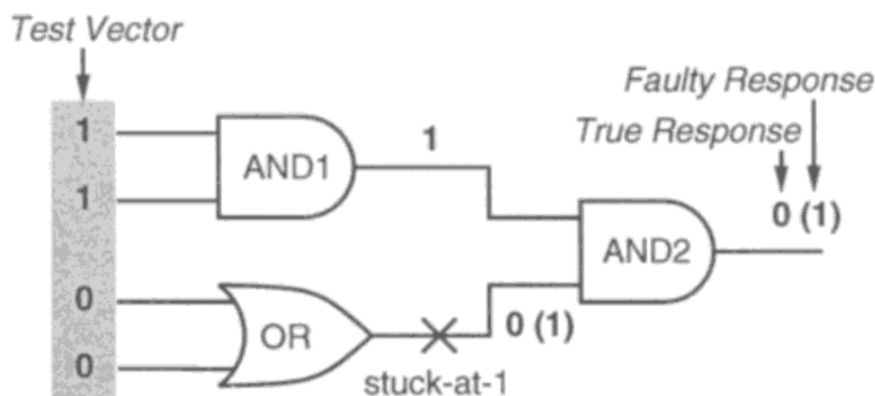 Test Vector
Faulty Response
True Response
1
1
AND1
1
0 (1)
AND2
0
0
OR
0 (1)
stuck-at-1